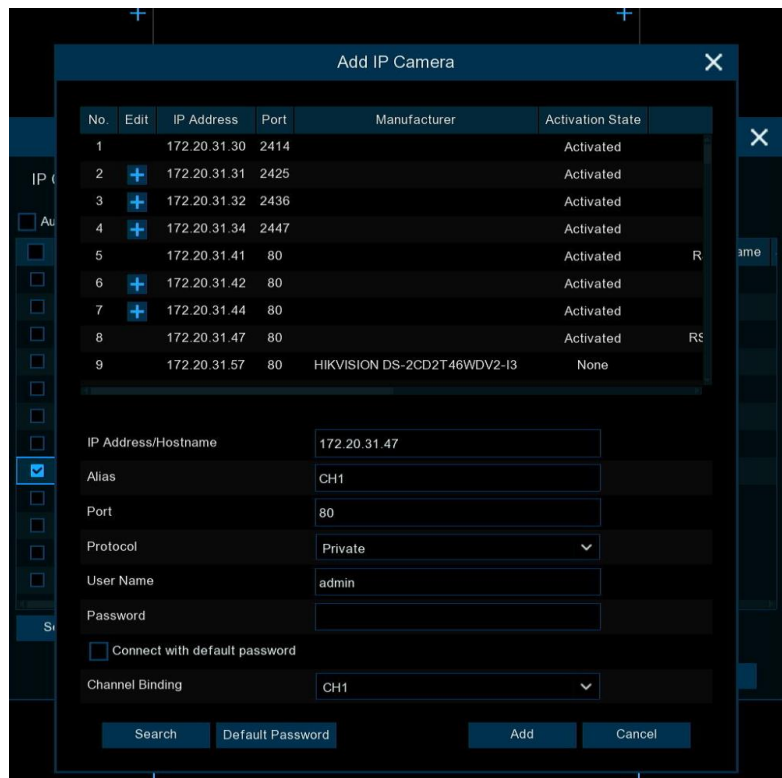 Add IP Camera
No. Edit IP Address Port Manufacturer Activation State
1 172.20.31.30 2414 Activated
2 172.20.31.31 2425 Activated
3 172.20.31.32 2436 Activated
4 172.20.31.34 2447 Activated
5 172.20.31.41 80 Activated
6 172.20.31.42 80 Activated
7 172.20.31.44 80 Activated
8 172.20.31.47 80 Activated RS
9 172.20.31.57 80 HIKVISION DS-2CD2T46WDV2-I3 None
IP Address/Hostname 172.20.31.47
Alias CH1
Port 80
Protocol Private
User Name admin
Password
Connect with default password
Channel Binding CH1
Search Default Password Add Cancel
IP
Au
ame